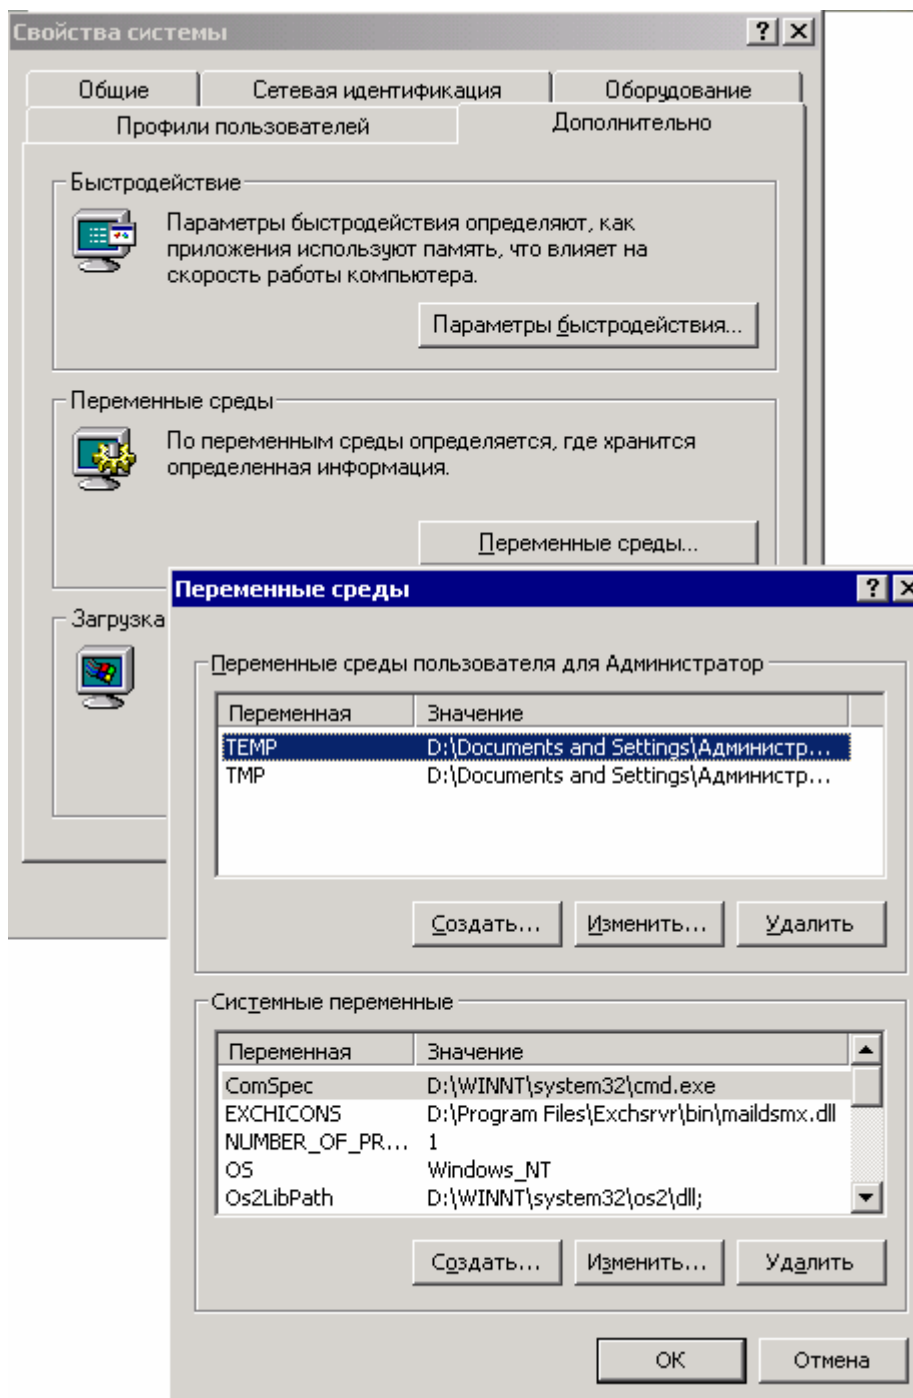 Свойства системы
Общие
Сетевая идентификация
Оборудование
Профили пользователей
Дополнительно
Быстродействие
Параметры быстродействия определяют, как
приложения используют память, что влияет на
скорость работы компьютера.
Параметры быстродействия...
Переменные среды
По переменным среды определяется, где хранится
определенная информация.
Переменные среды...
Загрузка
Переменные среды
Переменные среды пользователя для Администратор
Переменная Значение
TEMP D:\Documents and Settings\Администр...
TMP D:\Documents and Settings\Администр...
Создать... Изменить... Удалить
Системные переменные
Переменная Значение
ComSpec D:\WINNT\system32\cmd.exe
EXCHICONS D:\Program Files\Exchsrvr\bin\maildsmx.dll
NUMBER_OF_PR... 1
OS Windows_NT
Os2LibPath D:\WINNT\system32\os2\dll;
Создать... Изменить... Удалить
ОК Отмена